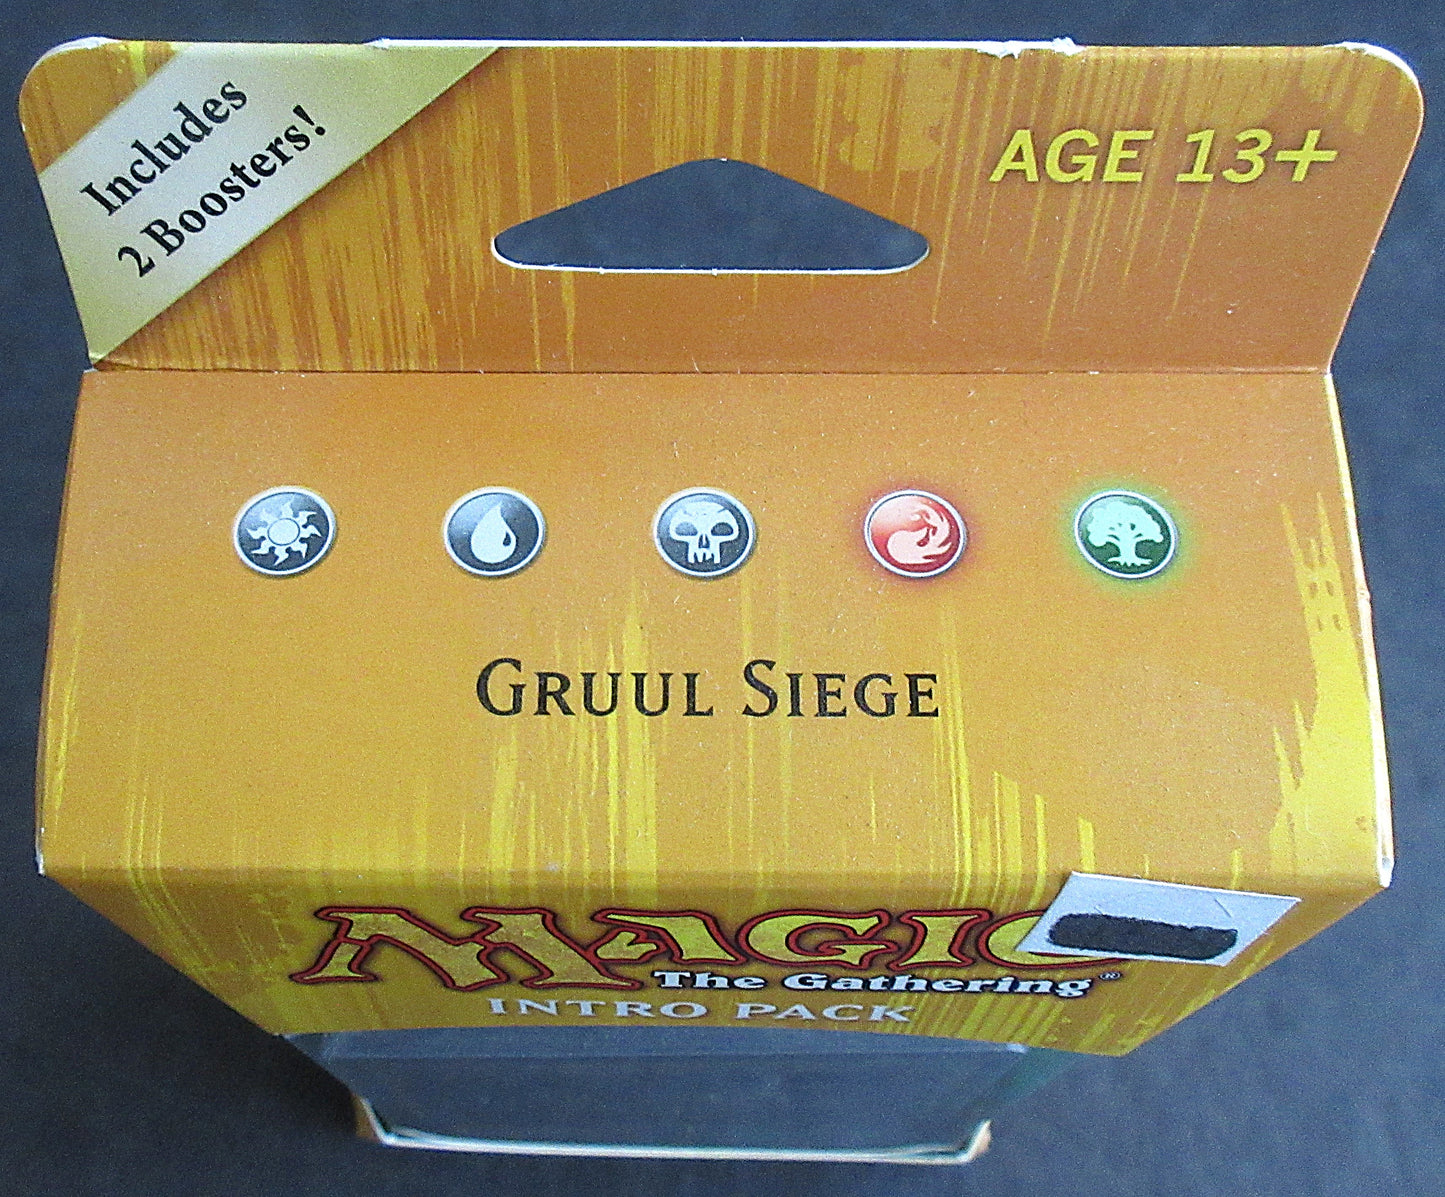 Includes
2 Boosters!
AGE 13+
GRUUL SIEGE
MAGIC
The Gathering®
INTRO PACK